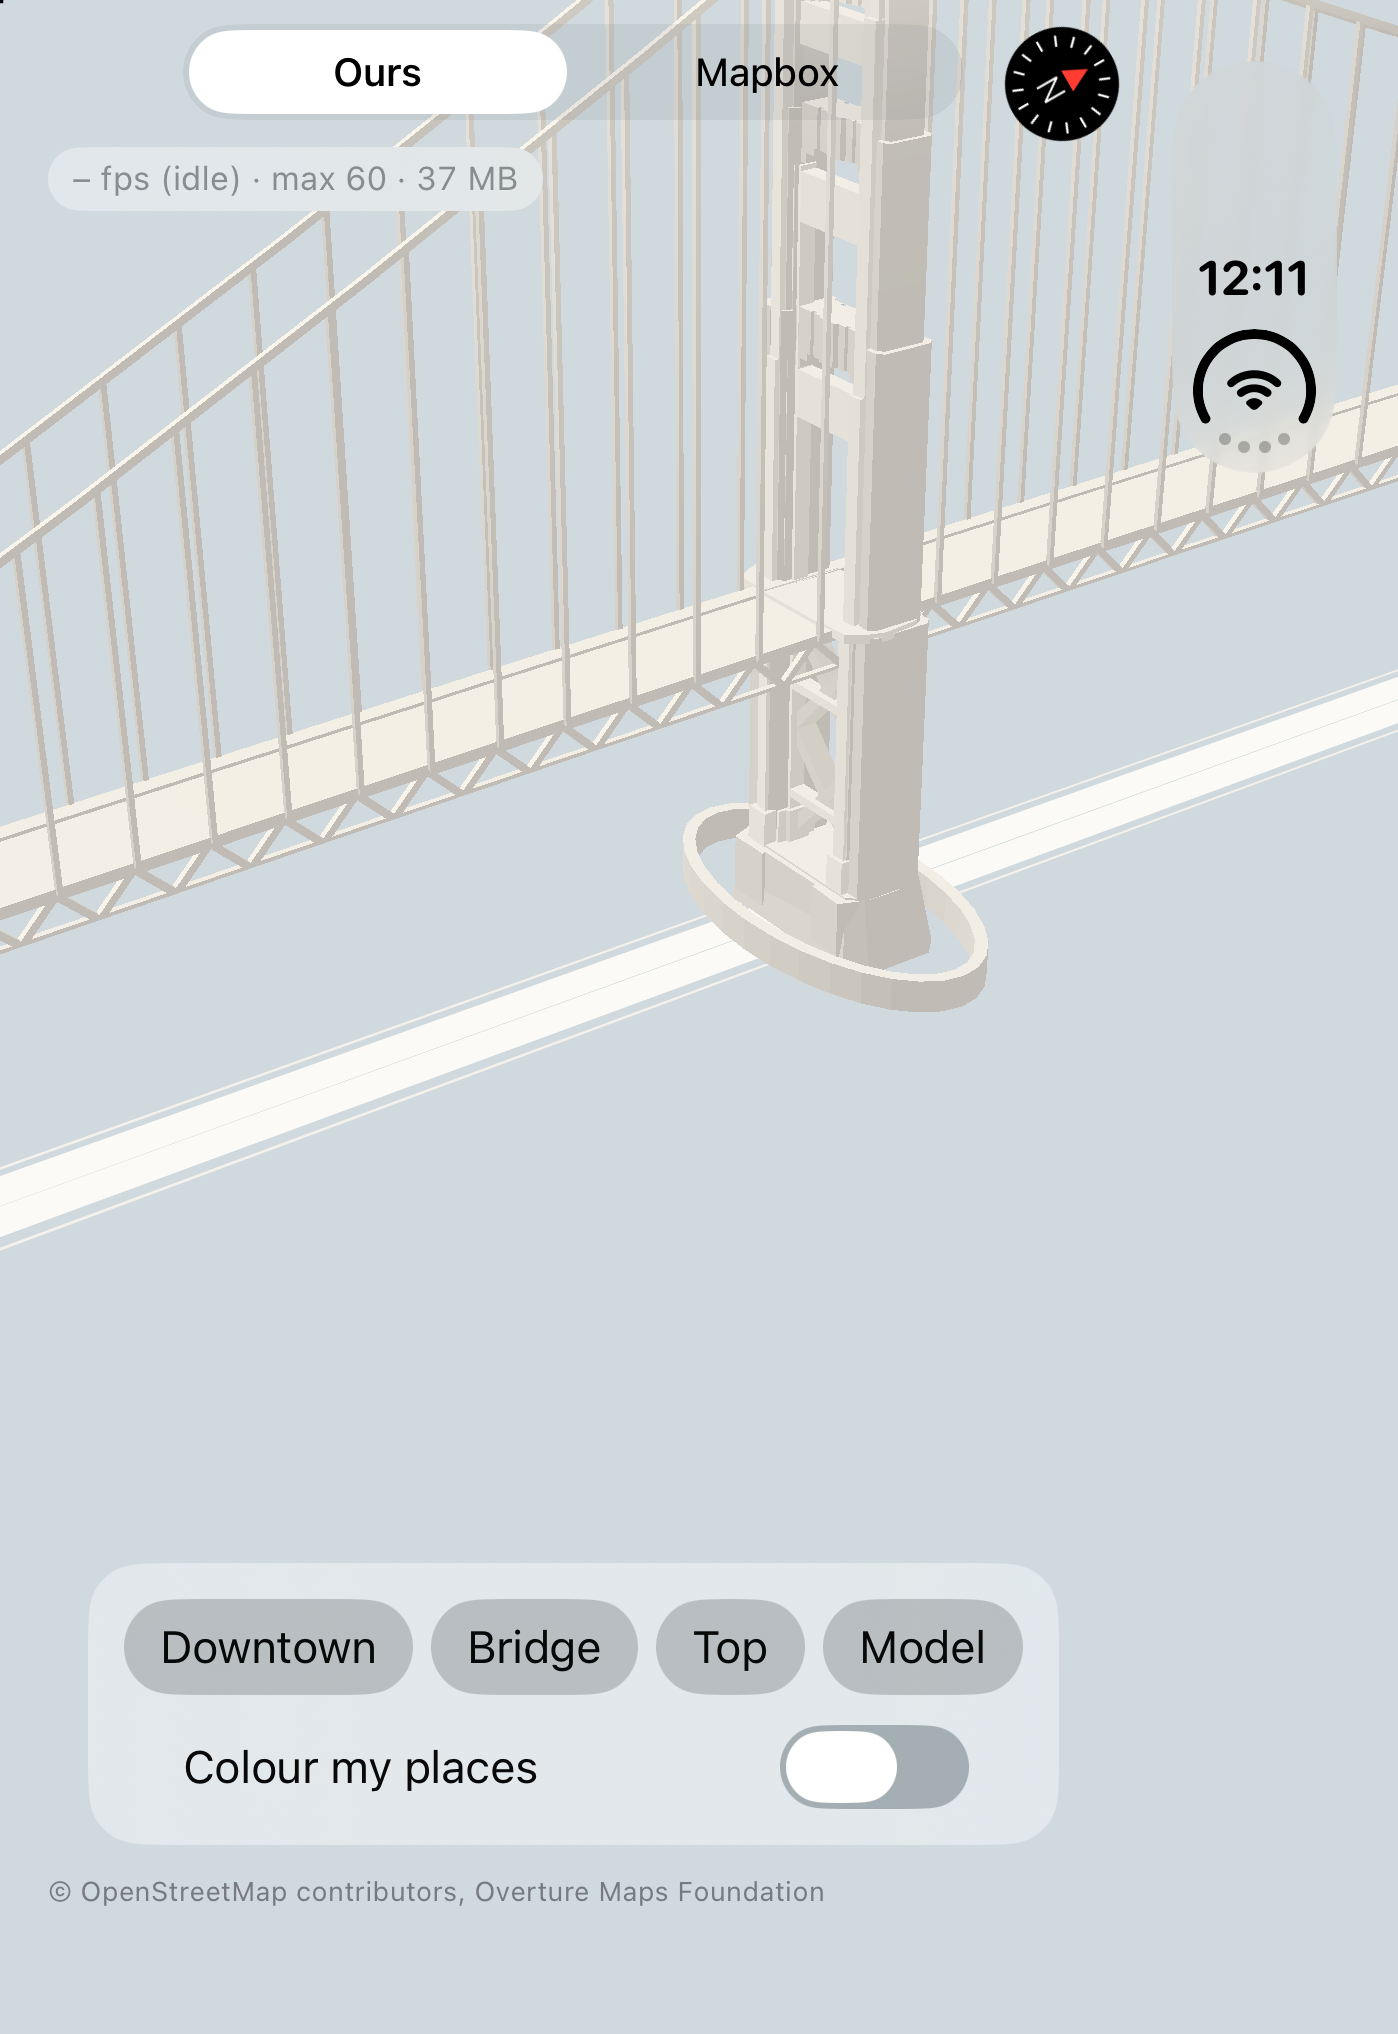 Ours
Mapbox
N
– fps (idle) · max 60 · 37 MB
12:11
Downtown
Bridge
Top
Model
Colour my places
© OpenStreetMap contributors, Overture Maps Foundation